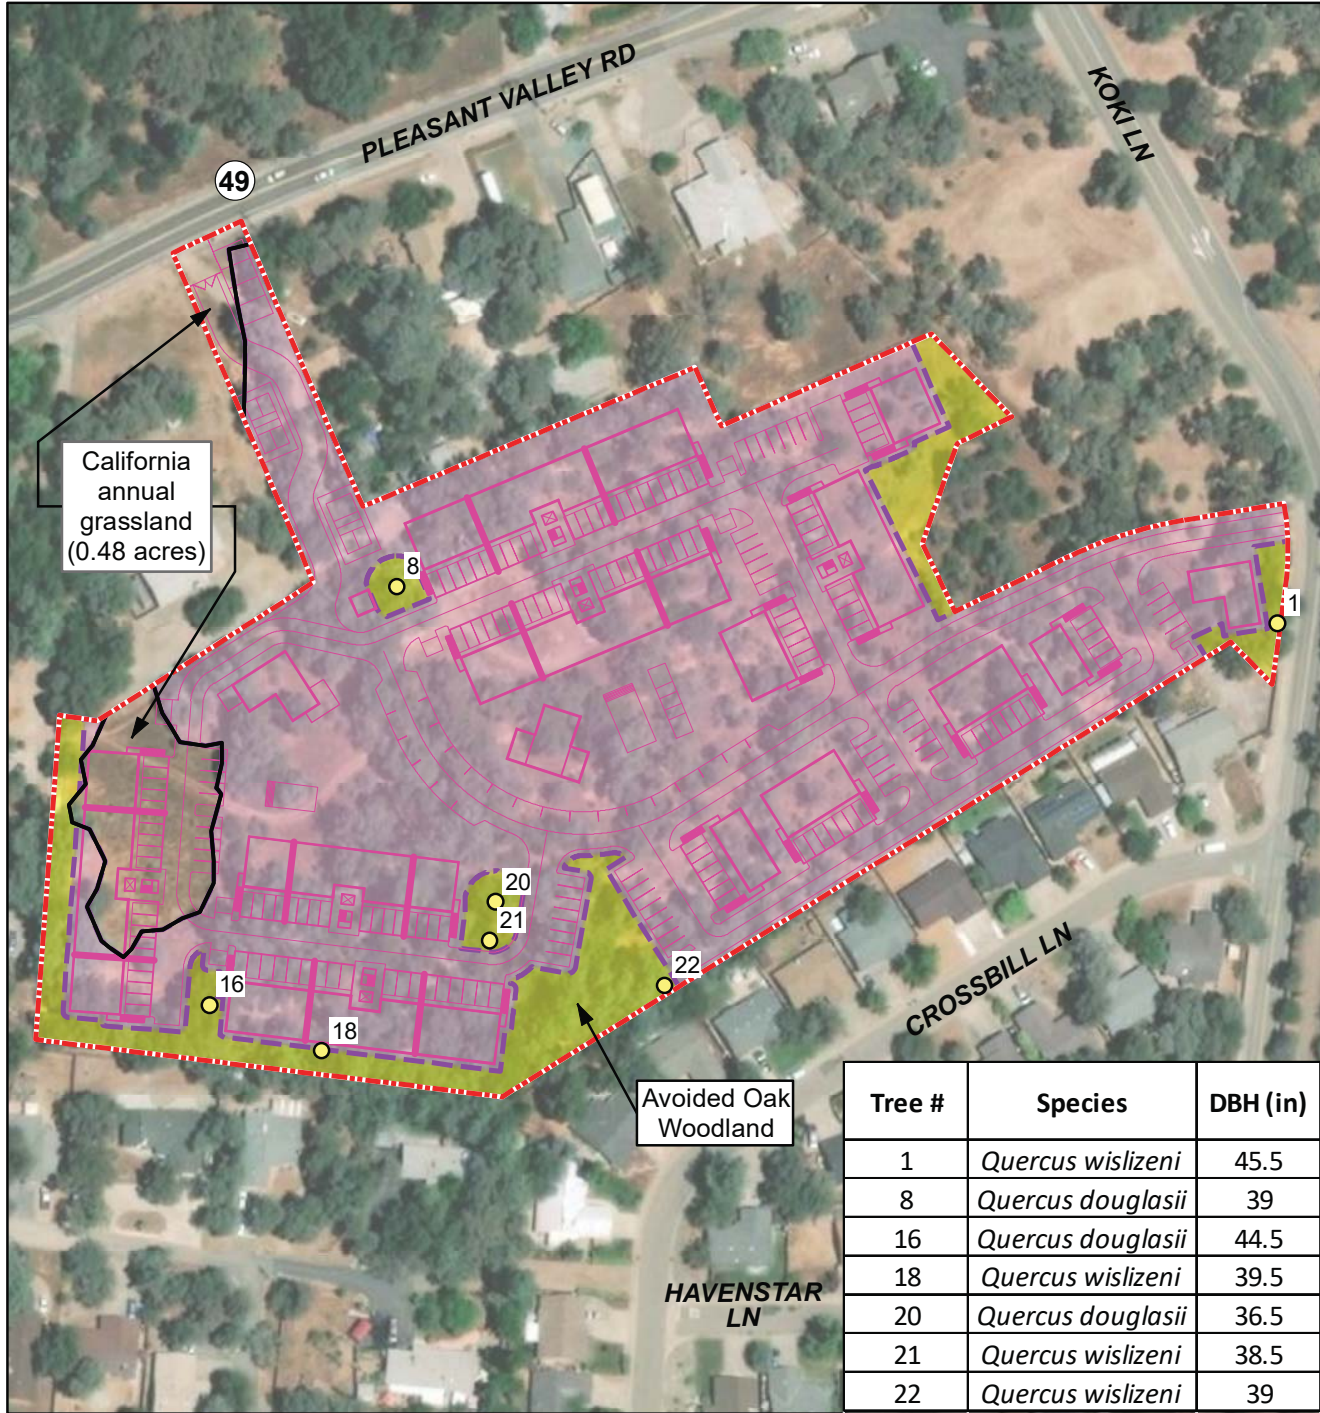 PLEASANT VALLEY RD
KOKI LN
49
California
annual
grassland
(0.48 acres)
8
1
20
21
22
16
18
CROSSBILL LN
Avoided Oak
Woodland
HAVENSTAR
LN
Tree # Species DBH (in)
1 Quercus wislizeni 45.5
8 Quercus douglasii 39
16 Quercus douglasii 44.5
18 Quercus wislizeni 39.5
20 Quercus douglasii 36.5
21 Quercus wislizeni 38.5
22 Quercus wislizeni 39